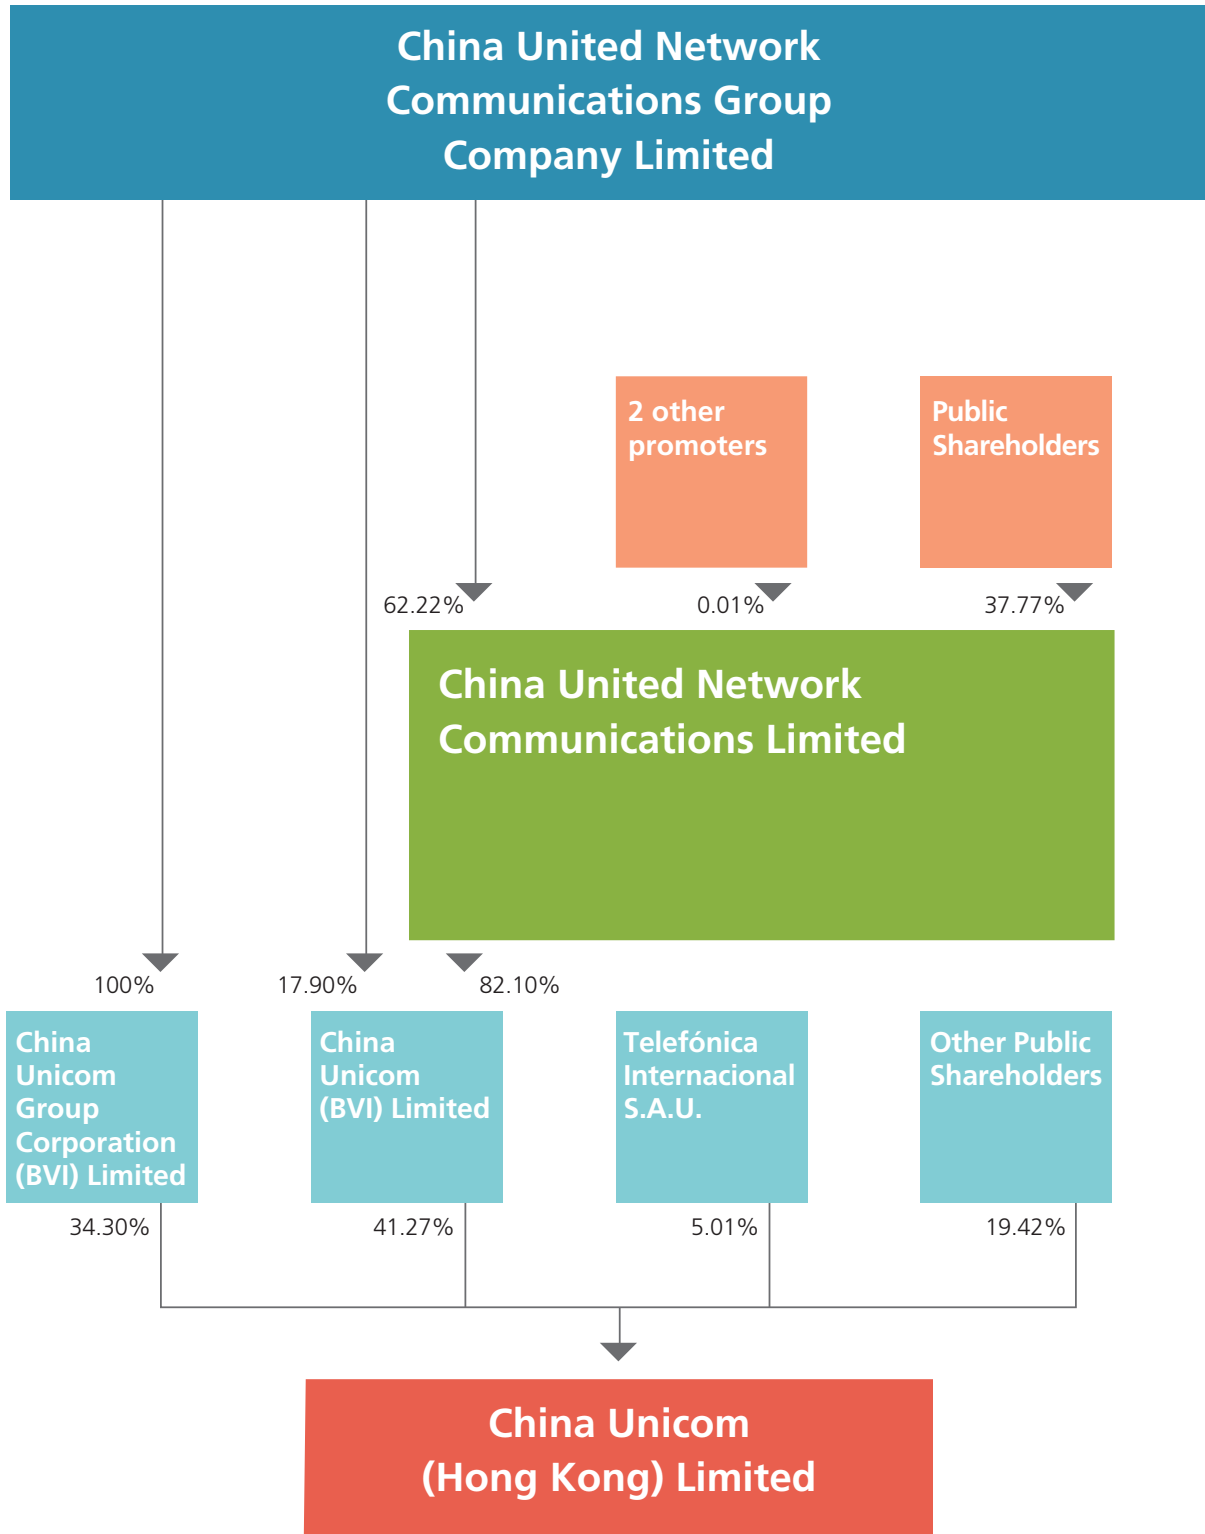 China United Network
Communications Group
Company Limited
2 other
promoters
Public
Shareholders
62.22%
0.01%
37.77%
China United Network
Communications Limited
100%
17.90%
82.10%
China
Unicom
Group
Corporation
(BVI) Limited
China
Unicom
(BVI) Limited
Telefónica
Internacional
S.A.U.
Other Public
Shareholders
34.30%
41.27%
5.01%
19.42%
China Unicom
(Hong Kong) Limited